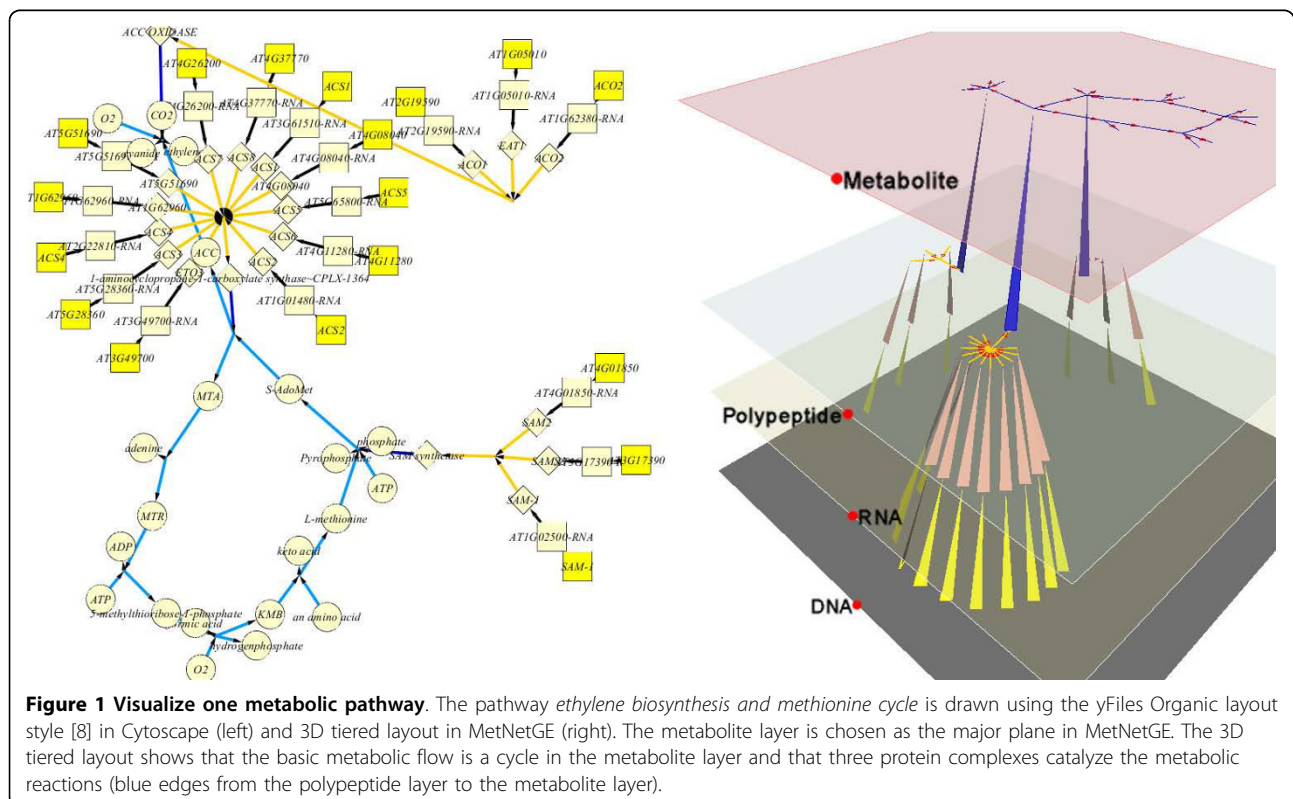 ACC OXIDASE
AT4G26200
AT4G37770
AT1G05010
ACS1
AT2G19590
ACO2
AT4G37770-RNA
AT1G05010-RNA
O2
CO2
AT3G61510-RNA
AT2G19590-RNA
AT1G62380-RNA
AT5G51690
AT4G08040
ACS7
ACS8
ACS1
AT4G08040-RNA
EAT1
ACO1
ACO2
ethylene
AT5G51690
AT4G08040
ACS5
AT1G62960
ACS5
AT5G65800-RNA
ACS4
ACS6
ACS4
AT2G22810-RNA
ACS3
ACC
ACS2
AT4G11280-RNA
AT4G11280
ETO3
1-aminocyclopropane-1-carboxylate synthase~CPLX-1364
AT5G28360-RNA
AT1G01480-RNA
AT5G28360
AT3G49700-RNA
ACS2
AT3G49700
AT4G01850
S-AdoMet
AT4G01850-RNA
MTA
SAM2
adenine
phosphate
Pyrophosphate
SAM synthetase
ATP
SAM-1
MTR
L-methionine
AT1G02500-RNA
ADP
keto acid
SAM-1
ATP
5-methylthioribose-1-phosphate
KMB
an amino acid
hydrogenphosphate
O2
Metabolite
Polypeptide
RNA
DNA
Figure 1 Visualize one metabolic pathway. The pathway ethylene biosynthesis and methionine cycle is drawn using the yFiles Organic layout
style [8] in Cytoscape (left) and 3D tiered layout in MetNetGE (right). The metabolite layer is chosen as the major plane in MetNetGE. The 3D
tiered layout shows that the basic metabolic flow is a cycle in the metabolite layer and that three protein complexes catalyze the metabolic
reactions (blue edges from the polypeptide layer to the metabolite layer).